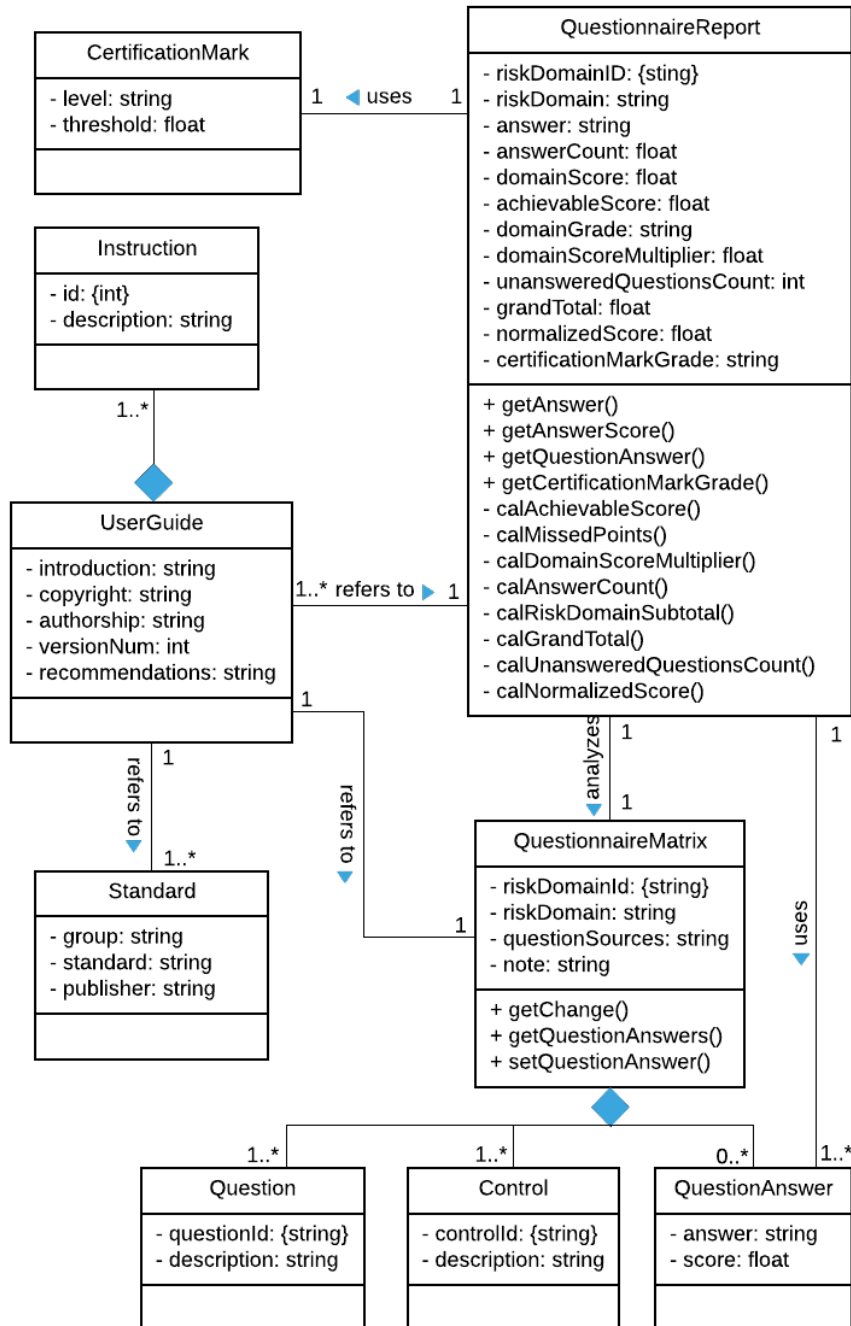 CertificationMark
- level: string
- threshold: float
1 uses 1
QuestionnaireReport
- riskDomainID: {sting}
- riskDomain: string
- answer: string
- answerCount: float
- domainScore: float
- achievableScore: float
- domainGrade: string
- domainScoreMultiplier: float
- unansweredQuestionsCount: int
- grandTotal: float
- normalizedScore: float
- certificationMarkGrade: string
+ getAnswer()
+ getAnswerScore()
+ getQuestionAnswer()
+ getCertificationMarkGrade()
- calAchievableScore()
- calMissedPoints()
- calDomainScoreMultiplier()
- calAnswerCount()
- calRiskDomainSubtotal()
- calGrandTotal()
- calUnansweredQuestionsCount()
- calNormalizedScore()
Instruction
- id: {int}
- description: string
1..*
UserGuide
- introduction: string
- copyright: string
- authorship: string
- versionNum: int
- recommendations: string
1..* refers to 1
1
refers to
1..*
1
refers to
1
1
analyzes
1
1
uses
1..*
Standard
- group: string
- standard: string
- publisher: string
QuestionnaireMatrix
- riskDomainId: {string}
- riskDomain: string
- questionSources: string
- note: string
+ getChange()
+ getQuestionAnswers()
+ setQuestionAnswer()
1..*
1..*
0..*
Question
- questionId: {string}
- description: string
Control
- controlId: {string}
- description: string
QuestionAnswer
- answer: string
- score: float